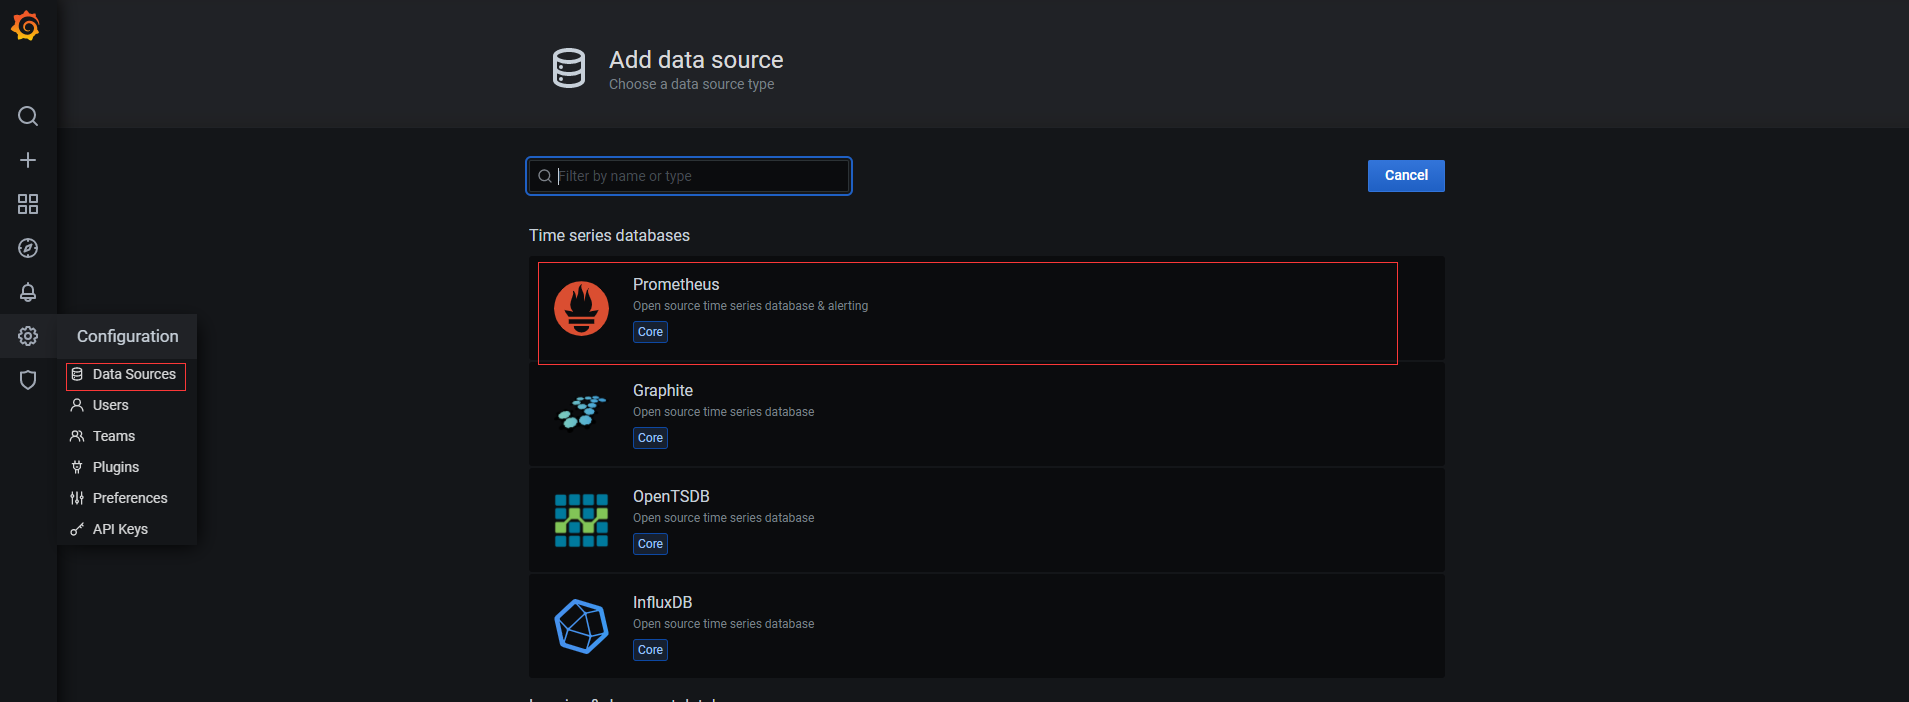 Add data source
Choose a data source type
Filter by name or type
Cancel
Time series databases
Prometheus
Open source time series database & alerting
Core
Configuration
Data Sources
Users
Teams
Plugins
Preferences
API Keys
Graphite
Open source time series database
Core
OpenTSDB
Open source time series database
Core
InfluxDB
Open source time series database
Core